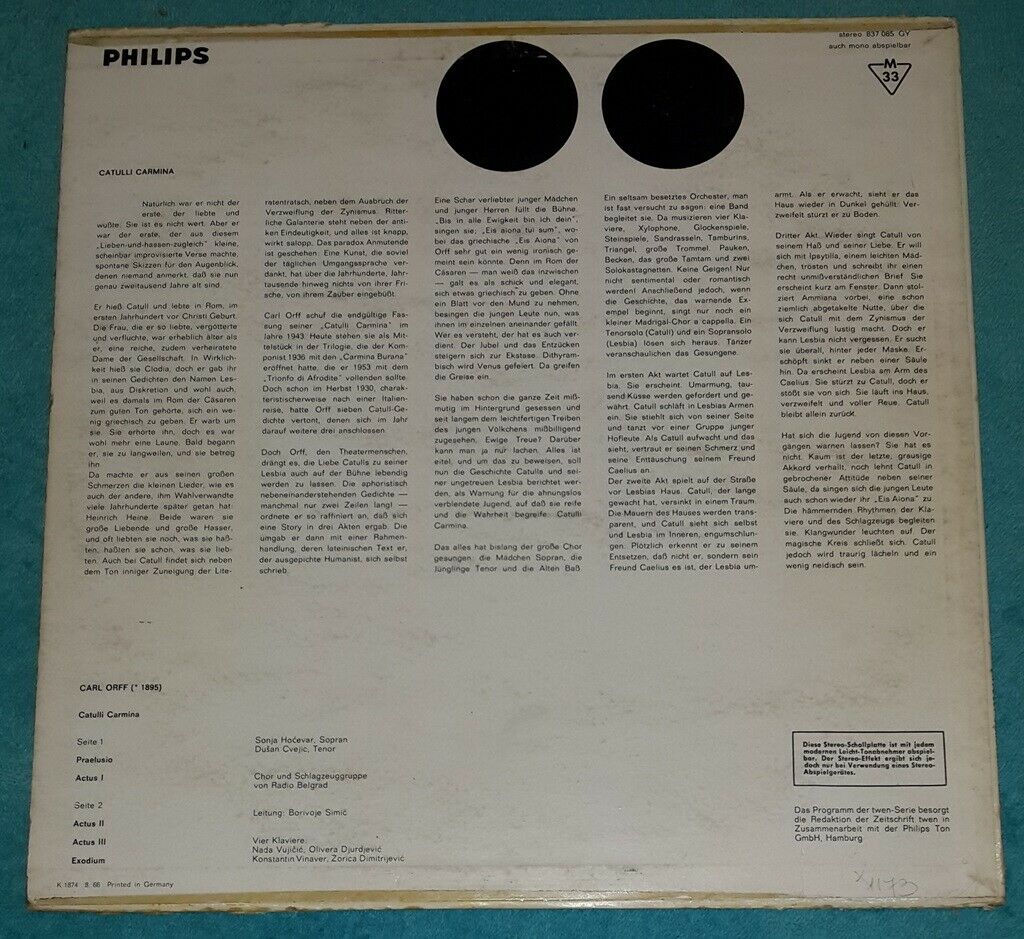 PHILIPS
stereo 837 085 GY
auch mono abspielbar
M
33
CATULLI CARMINA
Natürlich war er nicht der
erste, der liebte und
wußte: Sie ist es nicht wert. Aber er
war der erste, der aus diesem
„Lieben-und-hassen-zugleich" kleine,
scheinbar improvisierte Verse machte,
spontane Skizzen für den Augenblick,
denen niemand anmerkt, daß sie nun
genau zweitausend Jahre alt sind.
Er hieß Catull und lebte in Rom, im
ersten Jahrhundert vor Christi Geburt.
Die Frau, die er so liebte, vergötterte
und verfluchte, war erheblich älter als
er, eine reiche, zudem verheiratete
Dame der Gesellschaft. In Wirklich-
keit hieß sie Clodia, doch er gab ihr
in seinen Gedichten den Namen Les-
bia, aus Diskretion und wohl auch,
weil es damals im Rom der Cäsaren
zum guten Ton gehörte, sich ein we-
nig griechisch zu geben. Er warb um
sie. Sie erhörte ihn, doch es war
wohl mehr eine Laune. Bald begann
er, sie zu langweilen, und sie betrog
ihn
Da machte er aus seinen großen
Schmerzen die kleinen Lieder, wie es
auch der andere, ihm Wahlverwandte
viele Jahrhunderte später getan hat:
Heinrich Heine. Beide waren sie
große Liebende und große Hasser,
und oft liebten sie noch, was sie haß-
ten, haßten sie schon, was sie lieb-
ten. Auch bei Catull findet sich neben
dem Ton inniger Zuneigung der Lite-
ratentratsch, neben dem Ausbruch der
Verzweiflung der Zynismus. Ritter-
liche Galanterie steht neben der anti-
ken Eindeutigkeit, und alles ist knapp,
wirkt salopp. Das paradox Anmutende
ist geschehen: Eine Kunst, die soviel
der täglichen Umgangssprache ver-
dankt, hat über die Jahrhunderte, Jahr-
tausende hinweg nichts von ihrer Fri-
sche, von ihrem Zauber eingebüßt.
Carl Orff schuf die endgültige Fas-
sung seiner „Catulli Carmina" im
Jahre 1943. Heute stehen sie als Mit-
telstück in der Trilogie, die der Kom-
ponist 1936 mit den „Carmina Burana"
eröffnet hatte, die er 1953 mit dem
„Trionfo di Afrodite" vollenden sollte.
Doch schon im Herbst 1930, charak-
teristischerweise nach einer Italien-
reise, hatte Orff sieben Catull-Ge-
dichte vertont, denen sich im Jahr
darauf weitere drei anschlossen.
Doch Orff, den Theatermenschen,
drängt es, die Liebe Catulls zu seiner
Lesbia auch auf der Bühne lebendig
werden zu lassen. Die aphoristisch
nebeneinanderstehenden Gedichte —
manchmal nur zwei Zeilen lang! —
ordnete er so raffiniert an, daß sich
eine Story in drei Akten ergab. Die
umgab er dann mit einer Rahmen-
handlung, deren lateinischen Text er,
der ausgepichte Humanist, sich selbst
schrieb.
Eine Schar verliebter junger Mädchen
und junger Herren füllt die Bühne.
„Bis in alle Ewigkeit bin ich dein",
singen sie; „Eis aiona tui sum", wo-
bei das griechische „Eis Aiona" von
Orff sehr gut ein wenig ironisch ge-
meint sein könnte. Denn im Rom der
Cäsaren — man weiß das inzwischen
— galt es als schick und elegant,
sich etwas griechisch zu geben. Ohne
ein Blatt vor den Mund zu nehmen,
besingen die jungen Leute nun, was
ihnen im einzelnen aneinander gefällt.
Wer es versteht, der hat es auch ver-
dient. Der Jubel und das Entzücken
steigern sich zur Ekstase. Dithyram-
bisch wird Venus gefeiert. Da greifen
die Greise ein.
Sie haben schon die ganze Zeit miß-
mutig im Hintergrund gesessen und
seit langem dem leichtfertigen Treiben
des jungen Völkchens mißbilligend
zugesehen. Ewige Treue? Darüber
kann man ja nur lachen. Alles ist
eitel, und um das zu beweisen, soll
nun die Geschichte Catulls und sei-
ner ungetreuen Lesbia berichtet wer-
den, als Warnung für die ahnungslos
verblendete Jugend, auf daß sie reife
und die Wahrheit begreife: Catulli
Carmina.
Das alles hat bislang der große Chor
gesungen: die Mädchen Sopran, die
Jünglinge Tenor und die Alten Baß.
Ein seltsam besetztes Orchester, man
ist fast versucht zu sagen: eine Band
begleitet sie. Da musizieren vier Kla-
viere, Xylophone, Glockenspiele,
Steinspiele, Sandrasseln, Tamburins,
Triangel, große Trommel, Pauken,
Becken, das große Tamtam und zwei
Solokastagnetten. Keine Geigen! Nur
nicht sentimental oder romantisch
werden! Anschließend jedoch, wenn
die Geschichte, das warnende Ex-
empel beginnt, singt nur noch ein
kleiner Madrigal-Chor a cappella. Ein
Tenorsolo (Catull) und ein Sopransolo
(Lesbia) lösen sich heraus. Tänzer
veranschaulichen das Gesungene.
Im ersten Akt wartet Catull auf Les-
bia. Sie erscheint. Umarmung, tau-
send Küsse werden gefordert und ge-
währt. Catull schläft in Lesbias Armen
ein. Sie stiehlt sich von seiner Seite
und tanzt vor einer Gruppe junger
Hofleute. Als Catull aufwacht und das
sieht, vertraut er seinen Schmerz und
seine Enttäuschung seinem Freund
Caelius an.
Der zweite Akt spielt auf der Straße
vor Lesbias Haus. Catull, der lange
gewacht hat, versinkt in einem Traum.
Die Mauern des Hauses werden trans-
parent, und Catull sieht sich selbst
und Lesbia im Inneren, engumschlun-
gen. Plötzlich erkennt er zu seinem
Entsetzen, daß nicht er, sondern sein
Freund Caelius es ist, der Lesbia um-
armt. Als er erwacht, sieht er das
Haus wieder in Dunkel gehüllt. Ver-
zweifelt stürzt er zu Boden.
Dritter Akt. Wieder singt Catull von
seinem Haß und seiner Liebe. Er will
sich mit Ipsytilla, einem leichten Mäd-
chen, trösten und schreibt ihr einen
recht unmißverständlichen Brief. Sie
erscheint kurz am Fenster. Dann stol-
ziert Ammiana vorbei, eine schon
ziemlich abgetakelte Nutte, über die
sich Catull mit dem Zynismus der
Verzweiflung lustig macht. Doch er
kann Lesbia nicht vergessen. Er sucht
sie überall, hinter jeder Maske. Er-
schöpft sinkt er neben einer Säule
hin. Da erscheint Lesbia am Arm des
Caelius. Sie stürzt zu Catull, doch er
stößt sie von sich. Sie läuft ins Haus,
verzweifelt und voller Reue. Catull
bleibt allein zurück.
Hat sich die Jugend von diesen Vor-
gängen warnen lassen? Sie hat es
nicht. Kaum ist der letzte, grausige
Akkord verhallt, noch lehnt Catull in
gebrochener Attitüde neben seiner
Säule, da singen sich die jungen Leute
auch schon wieder ihr „Eis Aiona" zu.
Die hämmernden Rhythmen der Kla-
viere und des Schlagzeugs begleiten
sie. Klangwunder leuchten auf. Der
magische Kreis schließt sich. Catull
jedoch wird traurig lächeln und ein
wenig neidisch sein.
CARL ORFF (* 1895)
Catulli Carmina
Seite 1
Praelusio
Actus I
Seite 2
Actus II
Actus III
Exodium
Sonja Hočevar, Sopran
Dušan Cvejic, Tenor
Chor und Schlagzeuggruppe
von Radio Belgrad
Leitung: Borivoje Simič
Vier Klaviere:
Nada Vujičić, Olivera Djurdjević
Konstantin Vinaver, Zorica Dimitrijević
Diese Stereo-Schallplatte ist mit jedem
modernen Leicht-Tonabnehmer abspiel-
bar. Der Stereo-Effekt ergibt sich je-
doch nur bei Verwendung eines Stereo-
Abspielgerätes.
Das Programm der twen-Serie besorgt
die Redaktion der Zeitschrift twen in
Zusammenarbeit mit der Philips Ton
GmbH, Hamburg
K 1874 8. 66 Printed in Germany